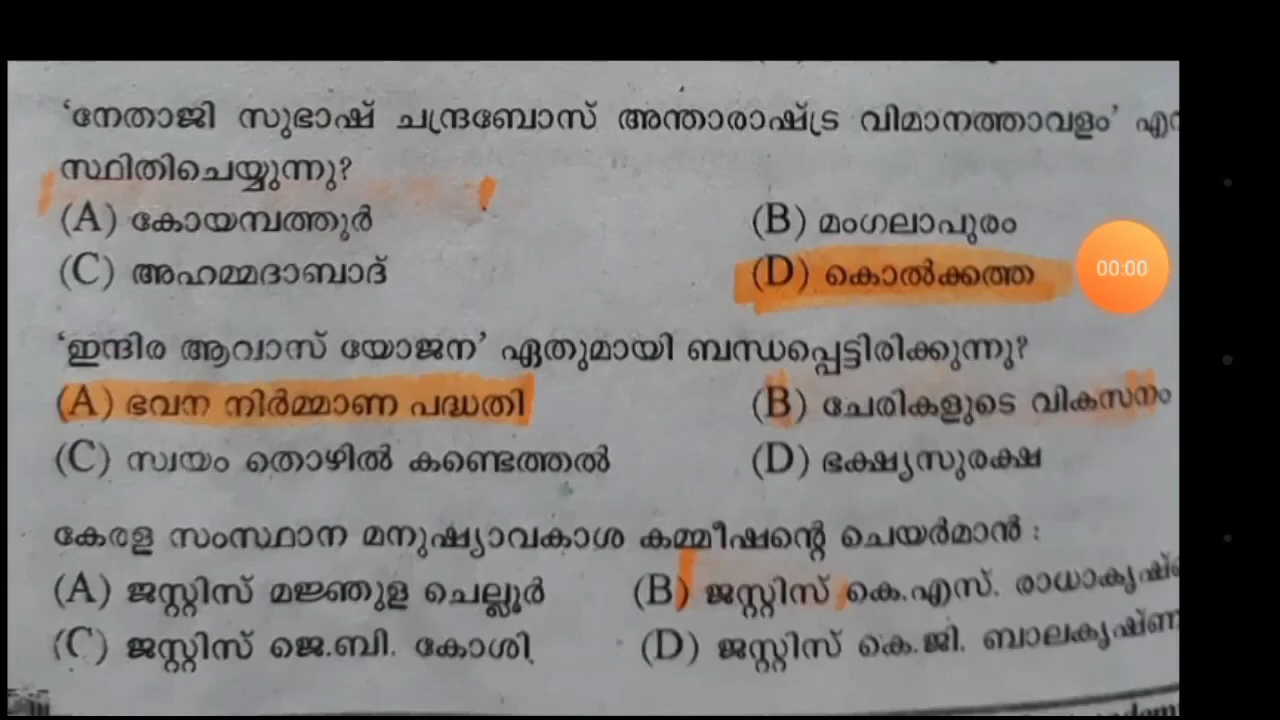 'നേതാജി സുഭാഷ് ചന്ദ്രബോസ് അന്താരാഷ്ട്ര വിമാനത്താവളം'
സ്ഥിതിചെയ്യുന്നു?
(A) കോയമ്പത്തൂർ (B) മംഗലാപുരം
(C) അഹമ്മദാബാദ് (D) കൊൽക്കത്ത
00:00
'ഇന്ദിര ആവാസ് യോജന' ഏതുമായി ബന്ധപ്പെട്ടിരിക്കുന്നു?
(A) ഭവന നിർമ്മാണ പദ്ധതി (B) ചേരികളുടെ വികസനം
(C) സ്വയം തൊഴിൽ കണ്ടെത്തൽ (D) ഭക്ഷ്യസുരക്ഷ
കേരള സംസ്ഥാന മനുഷ്യാവകാശ കമ്മീഷന്റെ ചെയർമാൻ :
(A) ജസ്റ്റിസ് മജ്ഞുള ചെല്ലൂർ (B) ജസ്റ്റിസ് കെ.എസ്.
(C) ജസ്റ്റിസ് ജെ.ബി. കോശി (D) ജസ്റ്റിസ് കെ.ജി.